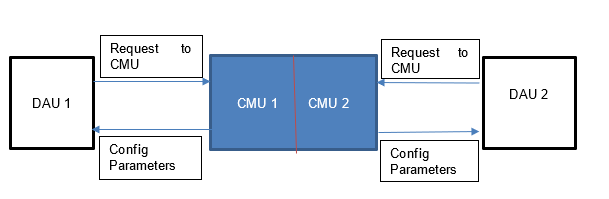 Request to
CMU
Request to
CMU
DAU 1
CMU 1
CMU 2
DAU 2
Config
Parameters
Config
Parameters